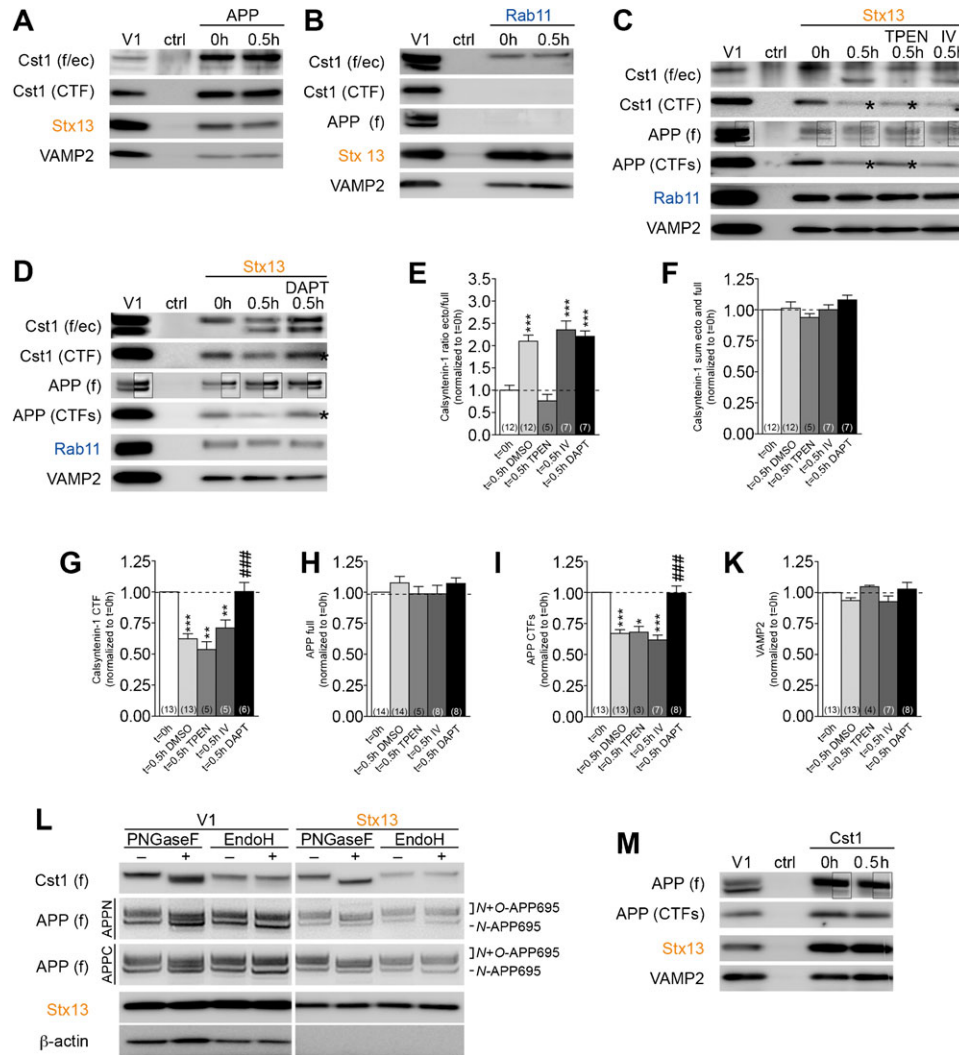 A
APP
V1 ctrl 0h 0.5h
Cst1 (f/ec)
Cst1 (CTF)
Stx13
VAMP2
B
Rab11
V1 ctrl 0h 0.5h
Cst1 (f/ec)
Cst1 (CTF)
APP (f)
Stx 13
VAMP2
C
Stx13
TPEN IV
V1 ctrl 0h 0.5h 0.5h 0.5h
Cst1 (f/ec)
Cst1 (CTF)
* *
APP (f)
APP (CTFs)
* *
Rab11
VAMP2
D
Stx13
DAPT
V1 ctrl 0h 0.5h 0.5h
Cst1 (f/ec)
Cst1 (CTF)
*
APP (f)
APP (CTFs)
*
Rab11
VAMP2
E
Calsyntenin-1 ratio ecto/full
(normalized to t=0h)
3.0
2.5
2.0
1.5
1.0
0.5
0.0
*** *** ***
(12) (12) (5) (7) (7)
t=0h
t=0.5h DMSO
t=0.5h TPEN
t=0.5h IV
t=0.5h DAPT
F
Calsyntenin-1 sum ecto and full
(normalized to t=0h)
1.25
1.00
0.75
0.50
0.25
0.00
(12) (12) (5) (7) (7)
t=0h
t=0.5h DMSO
t=0.5h TPEN
t=0.5h IV
t=0.5h DAPT
G
Calsyntenin-1 CTF
(normalized to t=0h)
1.25
1.00
0.75
0.50
0.25
0.00
*** ** ** ###
(13) (13) (5) (5) (6)
t=0h
t=0.5h DMSO
t=0.5h TPEN
t=0.5h IV
t=0.5h DAPT
H
APP full
(normalized to t=0h)
1.25
1.00
0.75
0.50
0.25
0.00
(14) (14) (5) (8) (8)
t=0h
t=0.5h DMSO
t=0.5h TPEN
t=0.5h IV
t=0.5h DAPT
I
APP CTFs
(normalized to t=0h)
1.25
1.00
0.75
0.50
0.25
0.00
*** * *** ###
(13) (13) (3) (7) (8)
t=0h
t=0.5h DMSO
t=0.5h TPEN
t=0.5h IV
t=0.5h DAPT
K
VAMP2
(normalized to t=0h)
1.25
1.00
0.75
0.50
0.25
0.00
(13) (13) (4) (7) (8)
t=0h
t=0.5h DMSO
t=0.5h TPEN
t=0.5h IV
t=0.5h DAPT
L
V1 Stx13
PNGaseF EndoH PNGaseF EndoH
– + – + – + – +
Cst1 (f)
APP (f) APPN
]N+O-APP695
–N-APP695
APP (f) APPC
]N+O-APP695
–N-APP695
Stx13
β-actin
M
Cst1
V1 ctrl 0h 0.5h
APP (f)
APP (CTFs)
Stx13
VAMP2